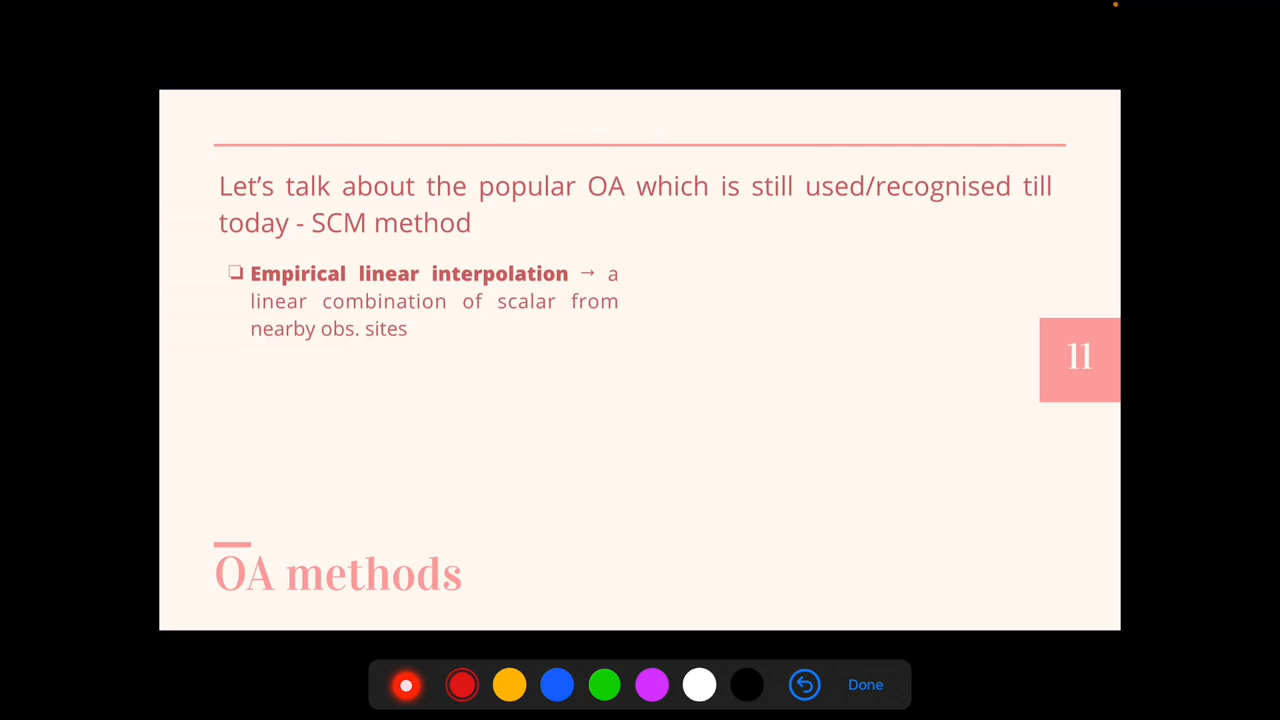 Let's talk about the popular OA which is still used/recognised till
today - SCM method
❏ Empirical linear interpolation → a
linear combination of scalar from
nearby obs. sites
11
OA methods
Done